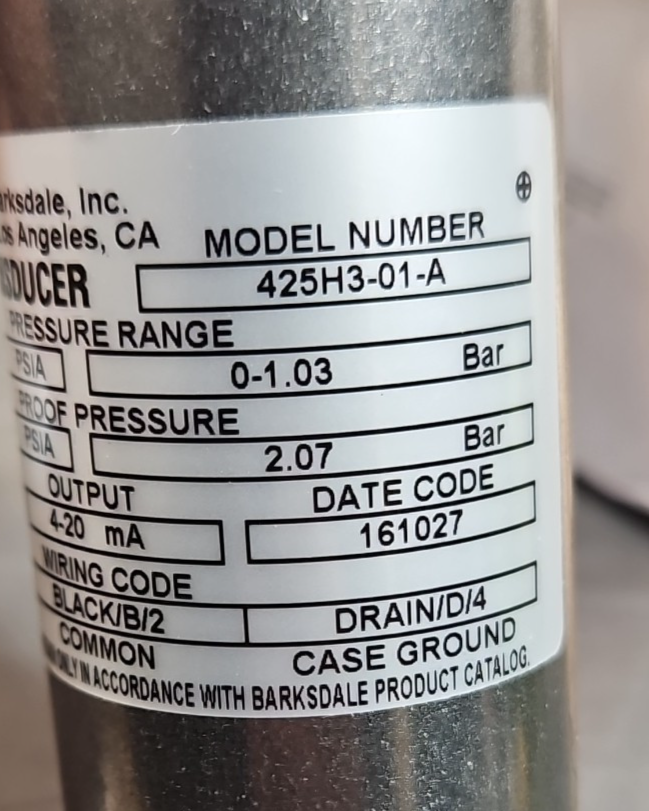 Inc.
Angeles, CA
MODEL NUMBER
425H3-01-A
PRESSURE RANGE
PSIA
0-1.03 Bar
PROOF PRESSURE
PSIA
2.07 Bar
OUTPUT
DATE CODE
4-20 mA
161027
WIRING CODE
BLACK/B/2
DRAIN/D/4
COMMON
CASE GROUND
ONLY IN ACCORDANCE WITH BARKSDALE PRODUCT CATALOG.